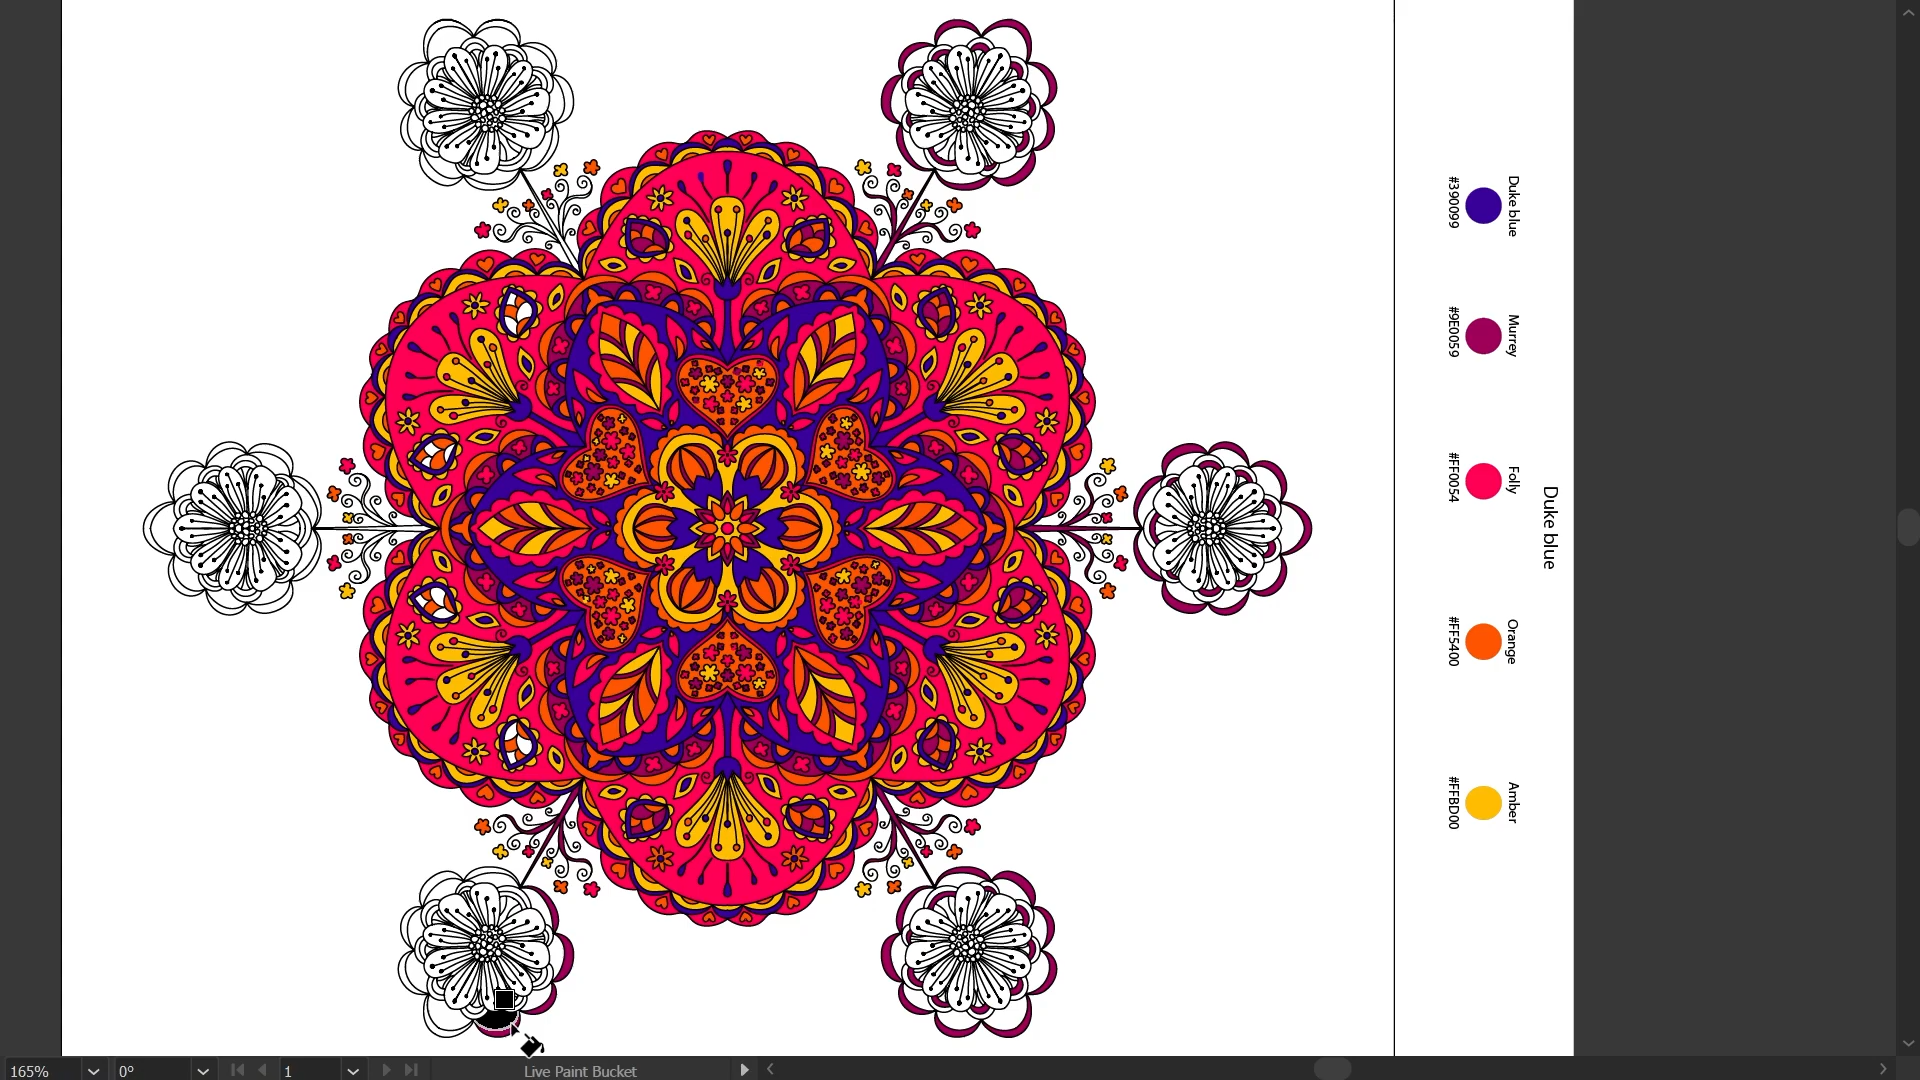 Duke blue
#390099
Murrey
#9E0059
Folly
#FF0054
Orange
#FF5400
Amber
#FFBD00
Duke blue
165%
0°
1
Live Paint Bucket